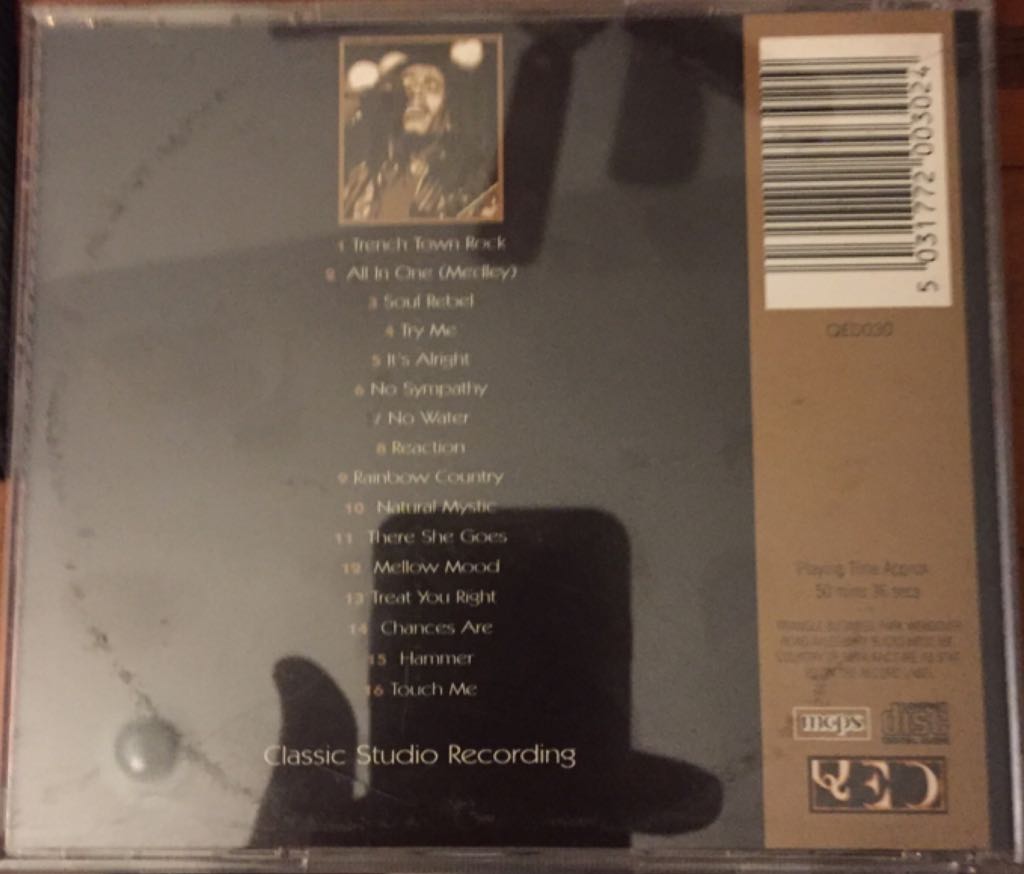 1 Trench Town Rock
2 All In One (Medley)
3 Soul Rebel
4 Try Me
5 It's Alright
6 No Sympathy
7 No Water
8 Reaction
9 Rainbow Country
10 Natural Mystic
11 There She Goes
12 Mellow Mood
13 Treat You Right
14 Chances Are
15 Hammer
16 Touch Me
Classic Studio Recording
5 031772 003024
QED030
Playing Time Approx
50 mins 36 secs
mcps
disc
QED